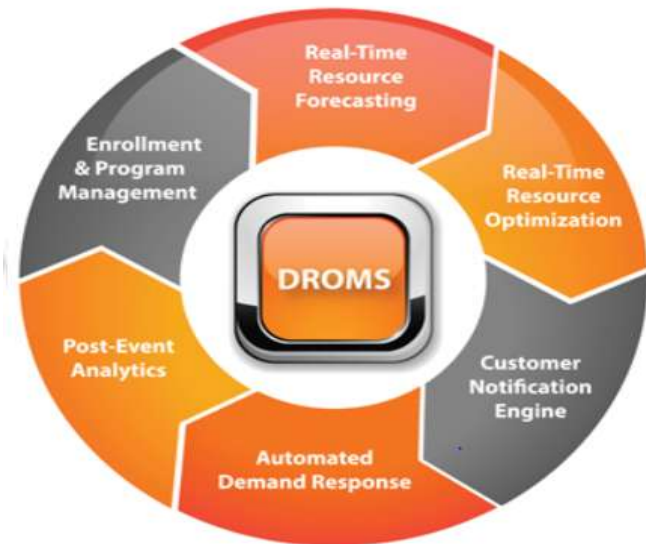 Real-Time
Resource
Forecasting
Real-Time
Resource
Optimization
Customer
Notification
Engine
Automated
Demand Response
Post-Event
Analytics
Enrollment
& Program
Management
DROMS